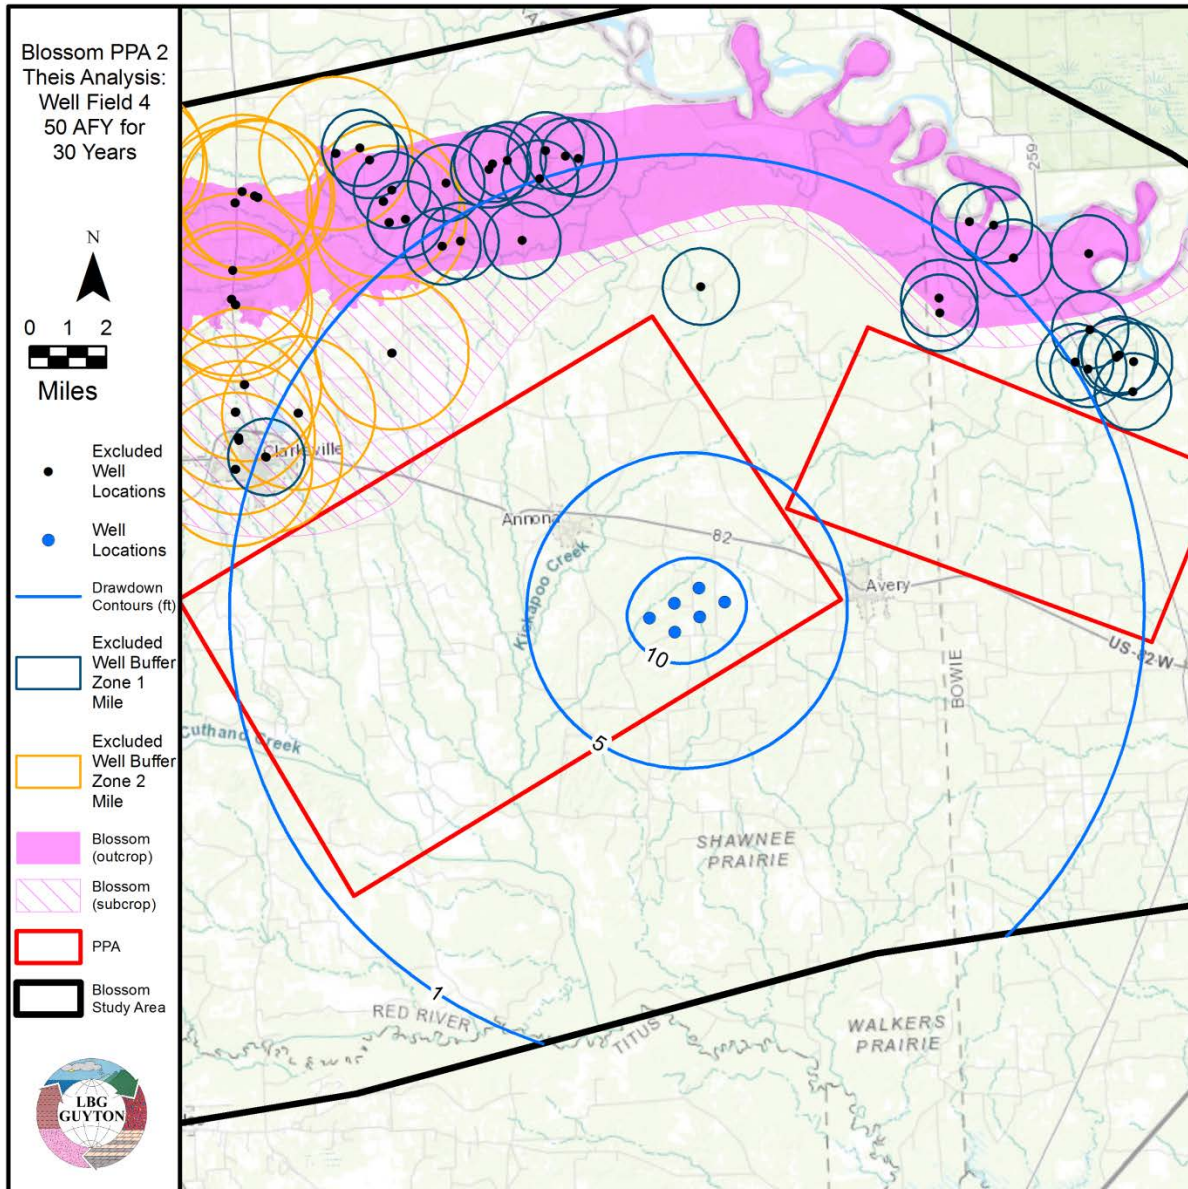 Blossom PPA 2
Theis Analysis:
Well Field 4
50 AFY for
30 Years
N
0 1 2
Miles
Excluded
Well
Locations
Well
Locations
Drawdown
Contours (ft)
Excluded
Well Buffer
Zone 1
Mile
Excluded
Well Buffer
Zone 2
Mile
Blossom
(outcrop)
Blossom
(subcrop)
PPA
Blossom
Study Area
LBG
GUYTON
259
Clarksville
Annona
82
Kickapoo Creek
Avery
10
5
BOWIE
US-82-W
Cuthand Creek
SHAWNEE
PRAIRIE
1
RED RIVER
TITUS
WALKERS
PRAIRIE